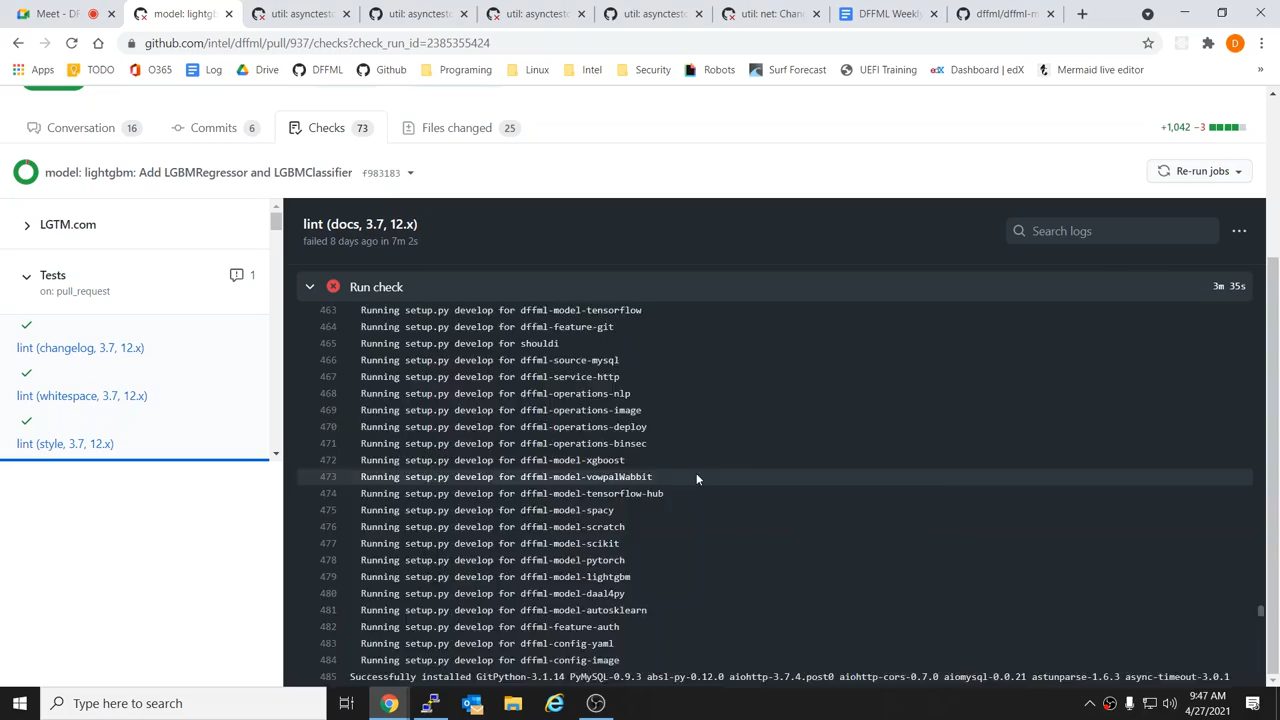 Meet - DF
model: lightgb
util: asynctest
util: asynctest
util: asynctest
util: asynctest
util: net: Chan
DFFML Weekly
dffml/dffml-m
github.com/intel/dffml/pull/937/checks?check_run_id=2385355424
D
Apps
TODO
O365
Log
Drive
DFFML
Github
Programing
Linux
Intel
Security
Robots
Surf Forecast
UEFI Training
Dashboard | edX
Mermaid live editor
Conversation 16
Commits 6
Checks 73
Files changed 25
+1,042 −3
model: lightgbm: Add LGBMRegressor and LGBMClassifier f983183
Re-run jobs
LGTM.com
Tests 1
on: pull_request
lint (changelog, 3.7, 12.x)
lint (whitespace, 3.7, 12.x)
lint (style, 3.7, 12.x)
lint (docs, 3.7, 12.x)
failed 8 days ago in 7m 2s
Search logs
Run check 3m 35s
463 Running setup.py develop for dffml-model-tensorflow
464 Running setup.py develop for dffml-feature-git
465 Running setup.py develop for shouldi
466 Running setup.py develop for dffml-source-mysql
467 Running setup.py develop for dffml-service-http
468 Running setup.py develop for dffml-operations-nlp
469 Running setup.py develop for dffml-operations-image
470 Running setup.py develop for dffml-operations-deploy
471 Running setup.py develop for dffml-operations-binsec
472 Running setup.py develop for dffml-model-xgboost
473 Running setup.py develop for dffml-model-vowpalWabbit
474 Running setup.py develop for dffml-model-tensorflow-hub
475 Running setup.py develop for dffml-model-spacy
476 Running setup.py develop for dffml-model-scratch
477 Running setup.py develop for dffml-model-scikit
478 Running setup.py develop for dffml-model-pytorch
479 Running setup.py develop for dffml-model-lightgbm
480 Running setup.py develop for dffml-model-daal4py
481 Running setup.py develop for dffml-model-autosklearn
482 Running setup.py develop for dffml-feature-auth
483 Running setup.py develop for dffml-config-yaml
484 Running setup.py develop for dffml-config-image
485 Successfully installed GitPython-3.1.14 PyMySQL-0.9.3 absl-py-0.12.0 aiohttp-3.7.4.post0 aiohttp-cors-0.7.0 aiomysql-0.0.21 astunparse-1.6.3 async-timeout-3.0.1
Type here to search
9:47 AM
4/27/2021